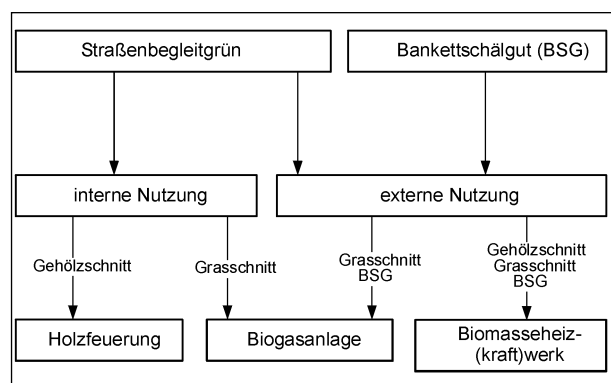 Straßenbegleitgrün
Bankettschälgut (BSG)
interne Nutzung
externe Nutzung
Gehölzschnitt
Grasschnitt
Grasschnitt
BSG
Gehölzschnitt
Grasschnitt
BSG
Holzfeuerung
Biogasanlage
Biomasseheiz-
(kraft)werk